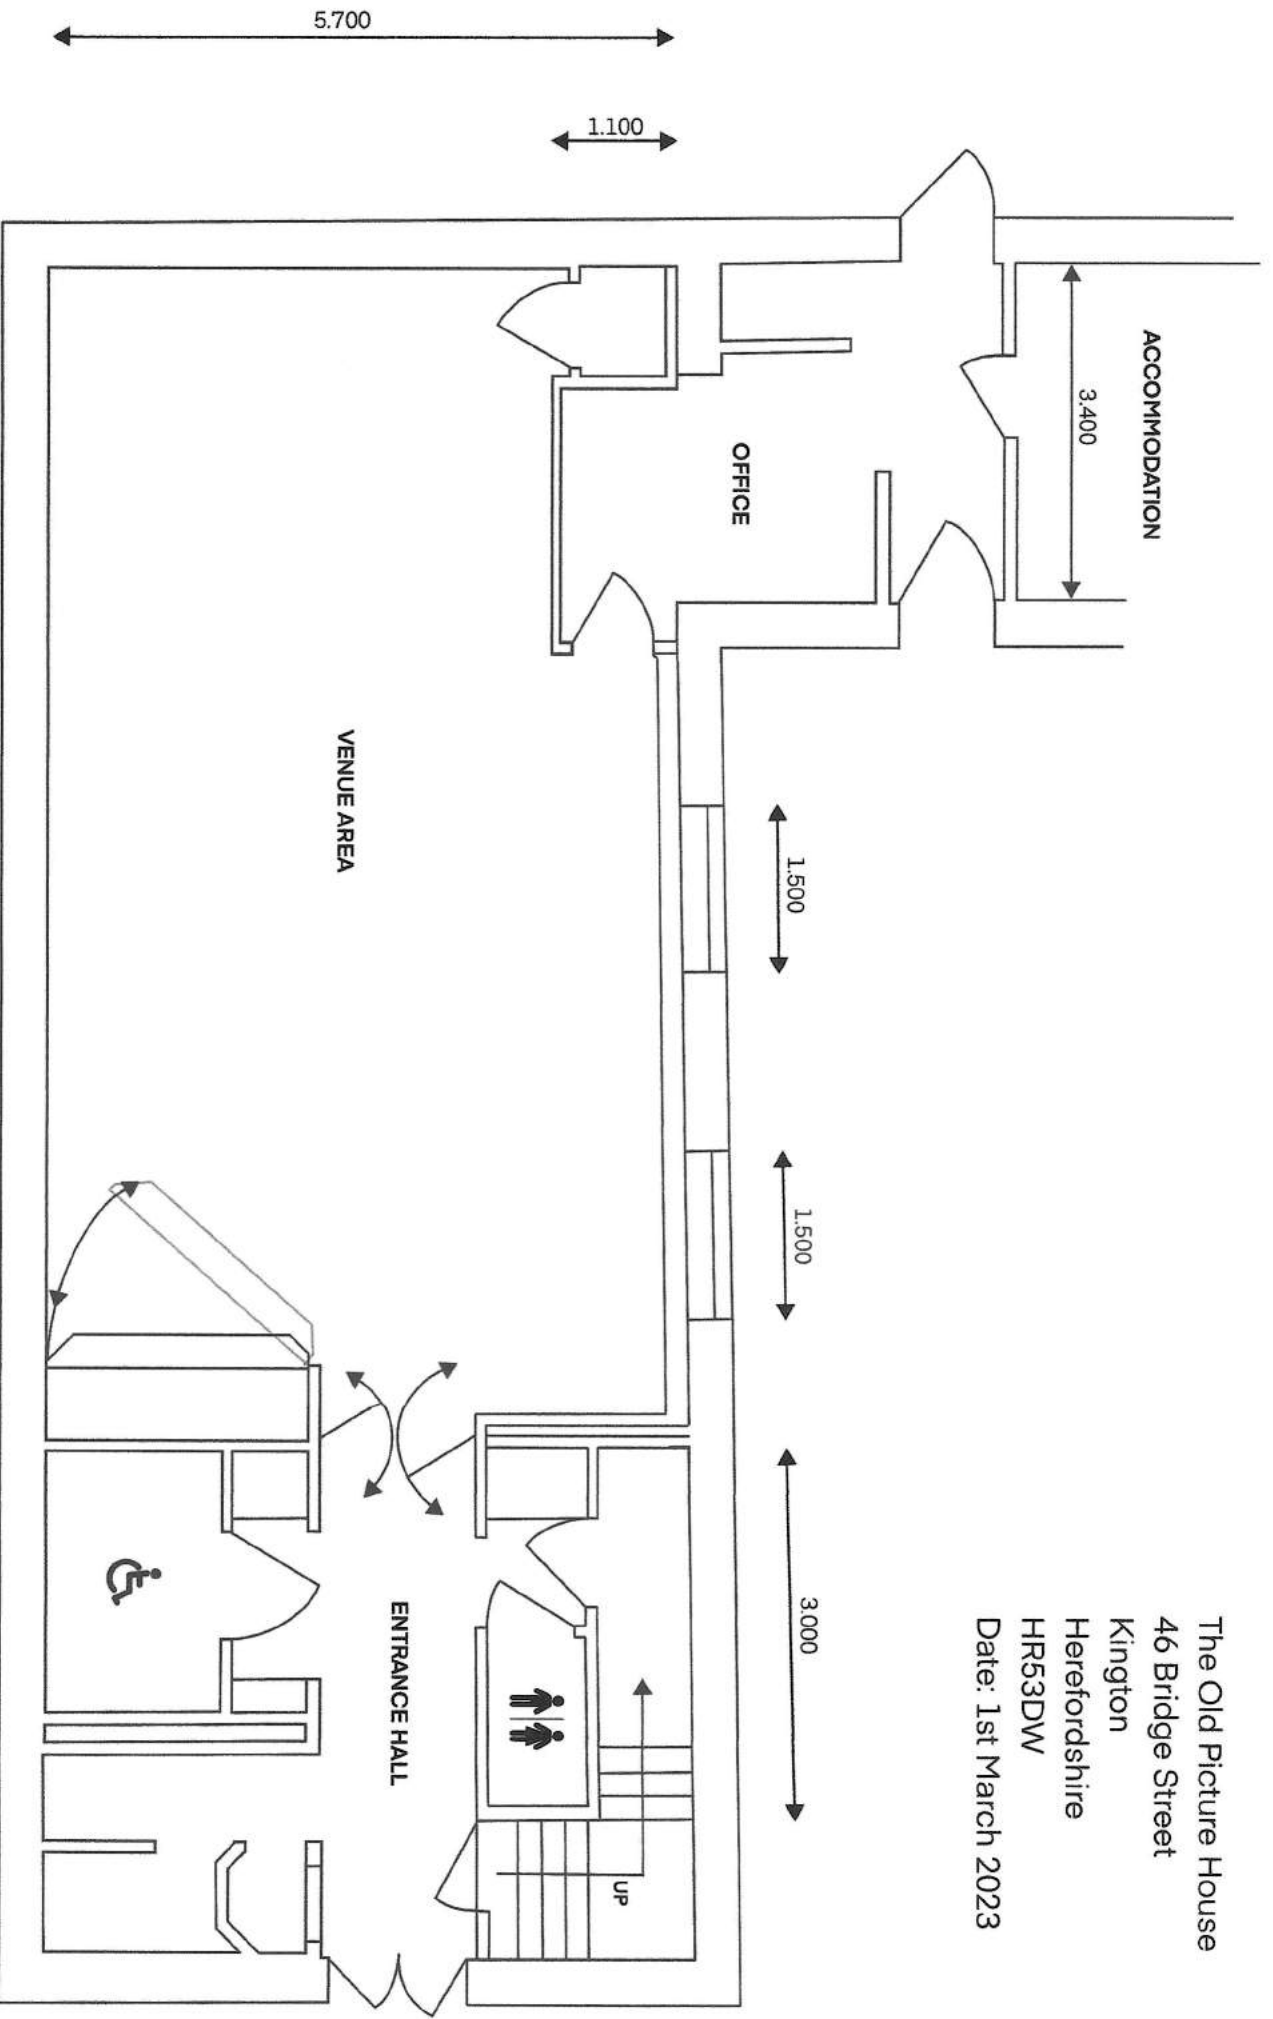 The Old Picture House
46 Bridge Street
Kington
Herefordshire
HR53DW
Date: 1st March 2023
ACCOMMODATION
3.400
OFFICE
1.500
1.500
3.000
5.700
1.100
VENUE AREA
ENTRANCE HALL
UP